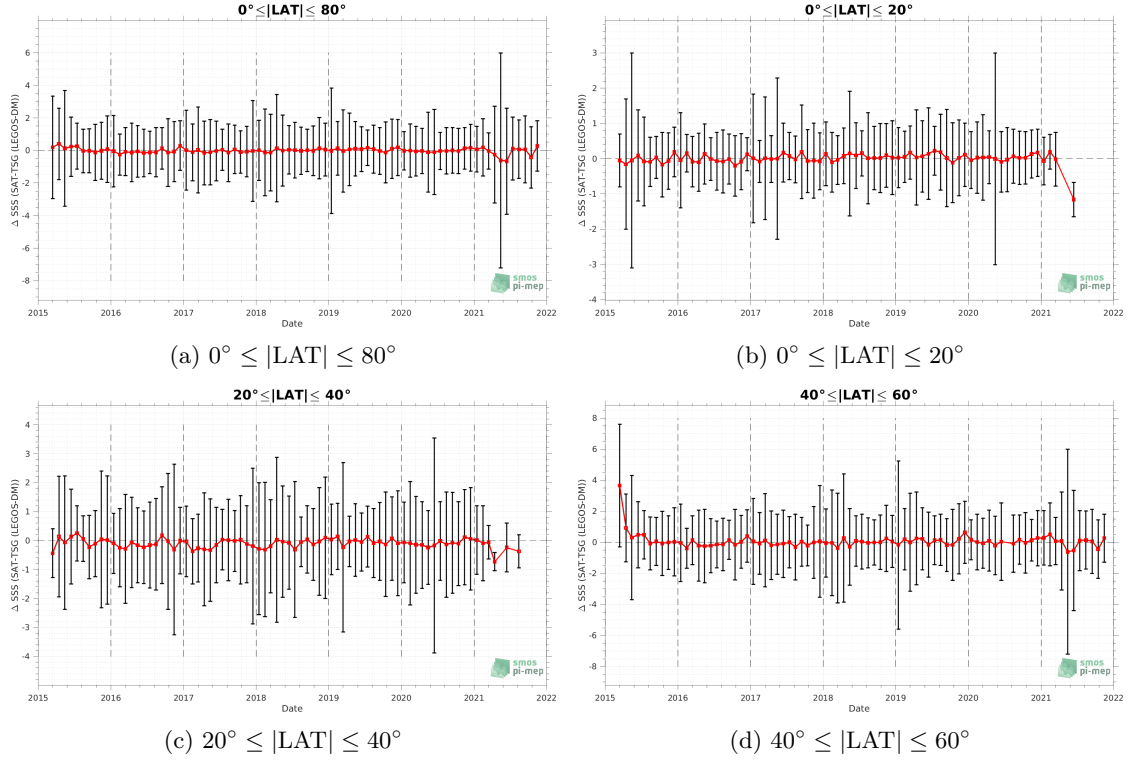 0°≤|LAT|≤ 80°
Δ SSS (SAT-TSG (LEGOS-DM))
6
4
2
0
-2
-4
-6
-8
2015 2016 2017 2018 2019 2020 2021 2022
Date
smos
pi-mep
(a) 0° ≤ |LAT| ≤ 80°
0°≤|LAT|≤ 20°
Δ SSS (SAT-TSG (LEGOS-DM))
3
2
1
0
-1
-2
-3
-4
2015 2016 2017 2018 2019 2020 2021 2022
Date
smos
pi-mep
(b) 0° ≤ |LAT| ≤ 20°
20°≤|LAT|≤ 40°
Δ SSS (SAT-TSG (LEGOS-DM))
4
3
2
1
0
-1
-2
-3
-4
2015 2016 2017 2018 2019 2020 2021 2022
Date
smos
pi-mep
(c) 20° ≤ |LAT| ≤ 40°
40°≤|LAT|≤ 60°
Δ SSS (SAT-TSG (LEGOS-DM))
8
6
4
2
0
-2
-4
-6
-8
2015 2016 2017 2018 2019 2020 2021 2022
Date
smos
pi-mep
(d) 40° ≤ |LAT| ≤ 60°